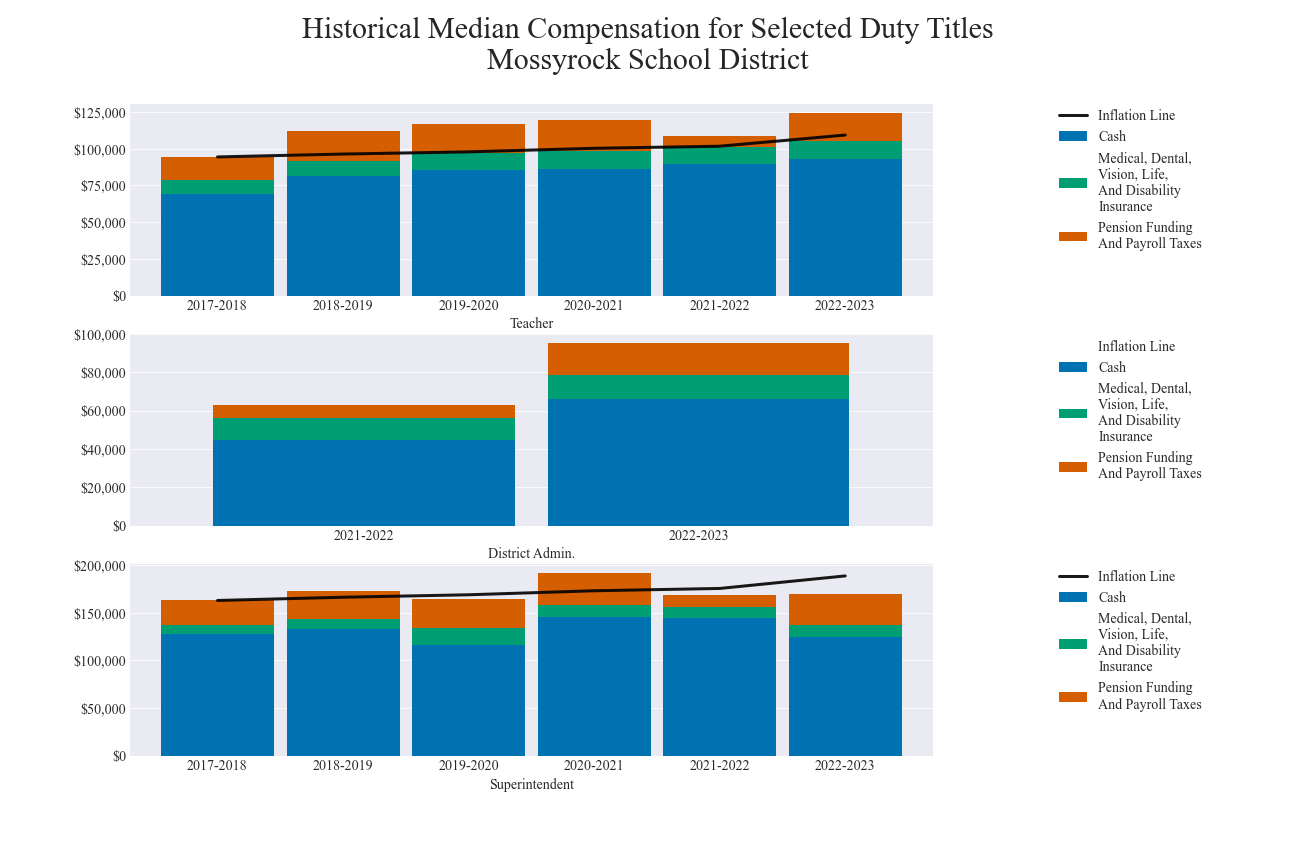 Historical Median Compensation for Selected Duty Titles
Mossyrock School District
$125,000
$100,000
$75,000
$50,000
$25,000
$0
2017-2018 2018-2019 2019-2020 2020-2021 2021-2022 2022-2023
Teacher
Inflation Line
Cash
Medical, Dental,
Vision, Life,
And Disability
Insurance
Pension Funding
And Payroll Taxes
$100,000
$80,000
$60,000
$40,000
$20,000
$0
2021-2022 2022-2023
District Admin.
Inflation Line
Cash
Medical, Dental,
Vision, Life,
And Disability
Insurance
Pension Funding
And Payroll Taxes
$200,000
$150,000
$100,000
$50,000
$0
2017-2018 2018-2019 2019-2020 2020-2021 2021-2022 2022-2023
Superintendent
Inflation Line
Cash
Medical, Dental,
Vision, Life,
And Disability
Insurance
Pension Funding
And Payroll Taxes